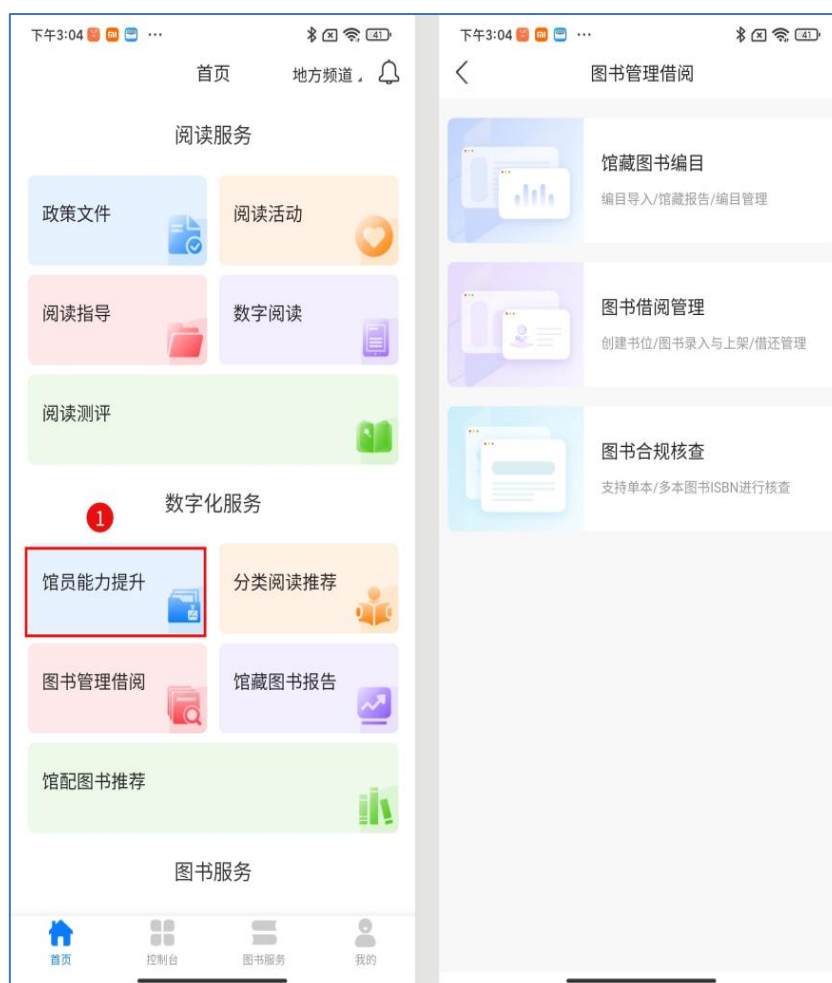 下午3:04
41
首页
地方频道
阅读服务
政策文件
阅读活动
阅读指导
数字阅读
阅读测评
数字化服务
1
馆员能力提升
分类阅读推荐
图书管理借阅
馆藏图书报告
馆配图书推荐
图书服务
首页
控制台
图书服务
我的
下午3:04
41
图书管理借阅
馆藏图书编目
编目导入/馆藏报告/编目管理
图书借阅管理
创建书位/图书录入与上架/借还管理
图书合规核查
支持单本/多本图书ISBN进行核查